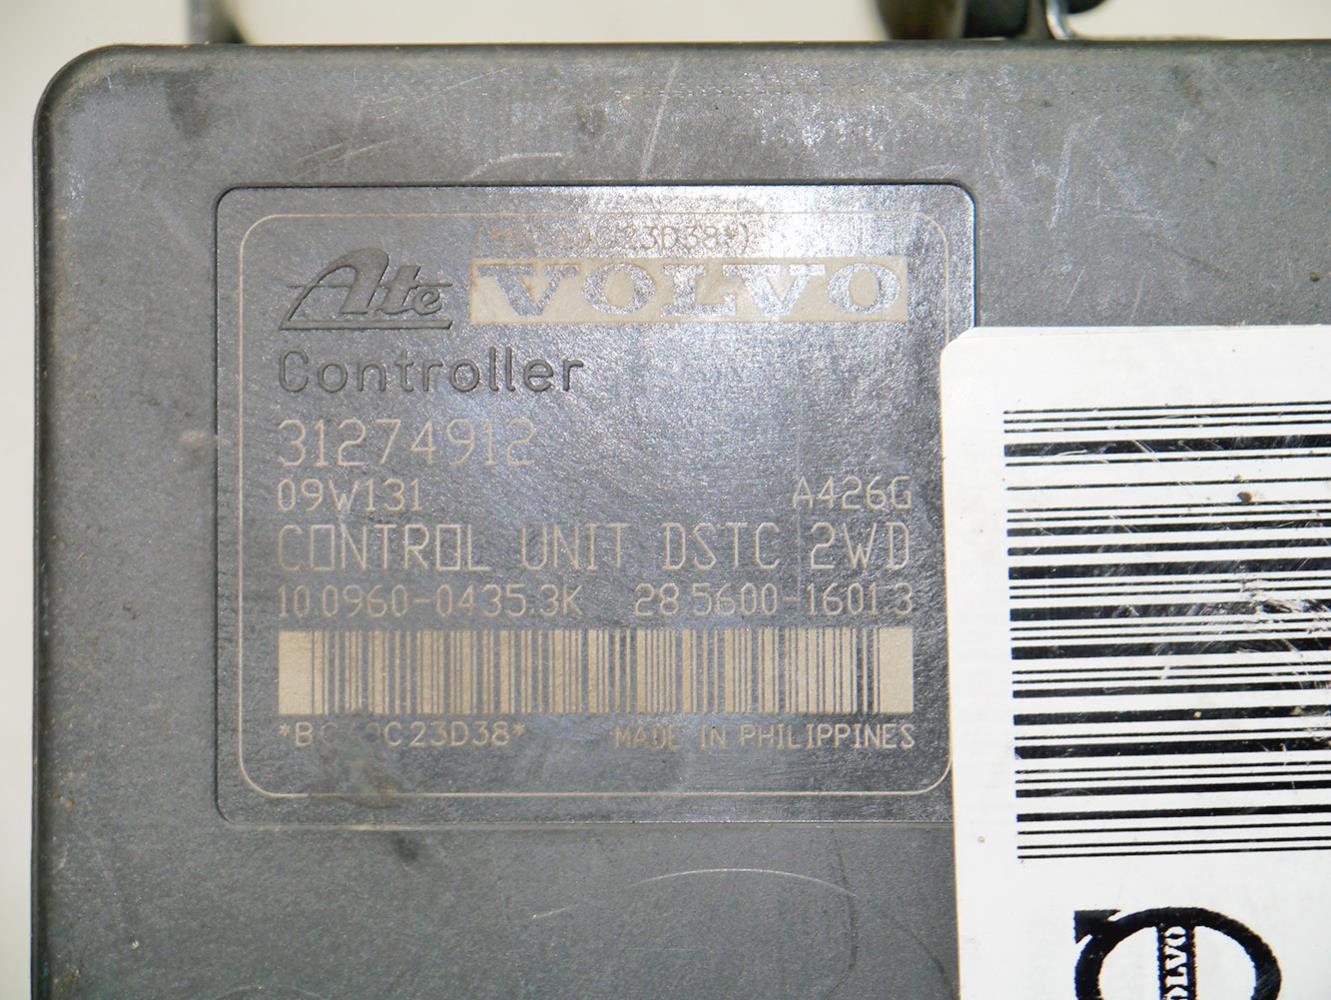 Ate VOLVO
Controller
31274912
09W131 A426G
CONTROL UNIT DSTC 2WD
10.0960-0435.3K 28.5600-1601.3
MADE IN PHILIPPINES
VOLVO